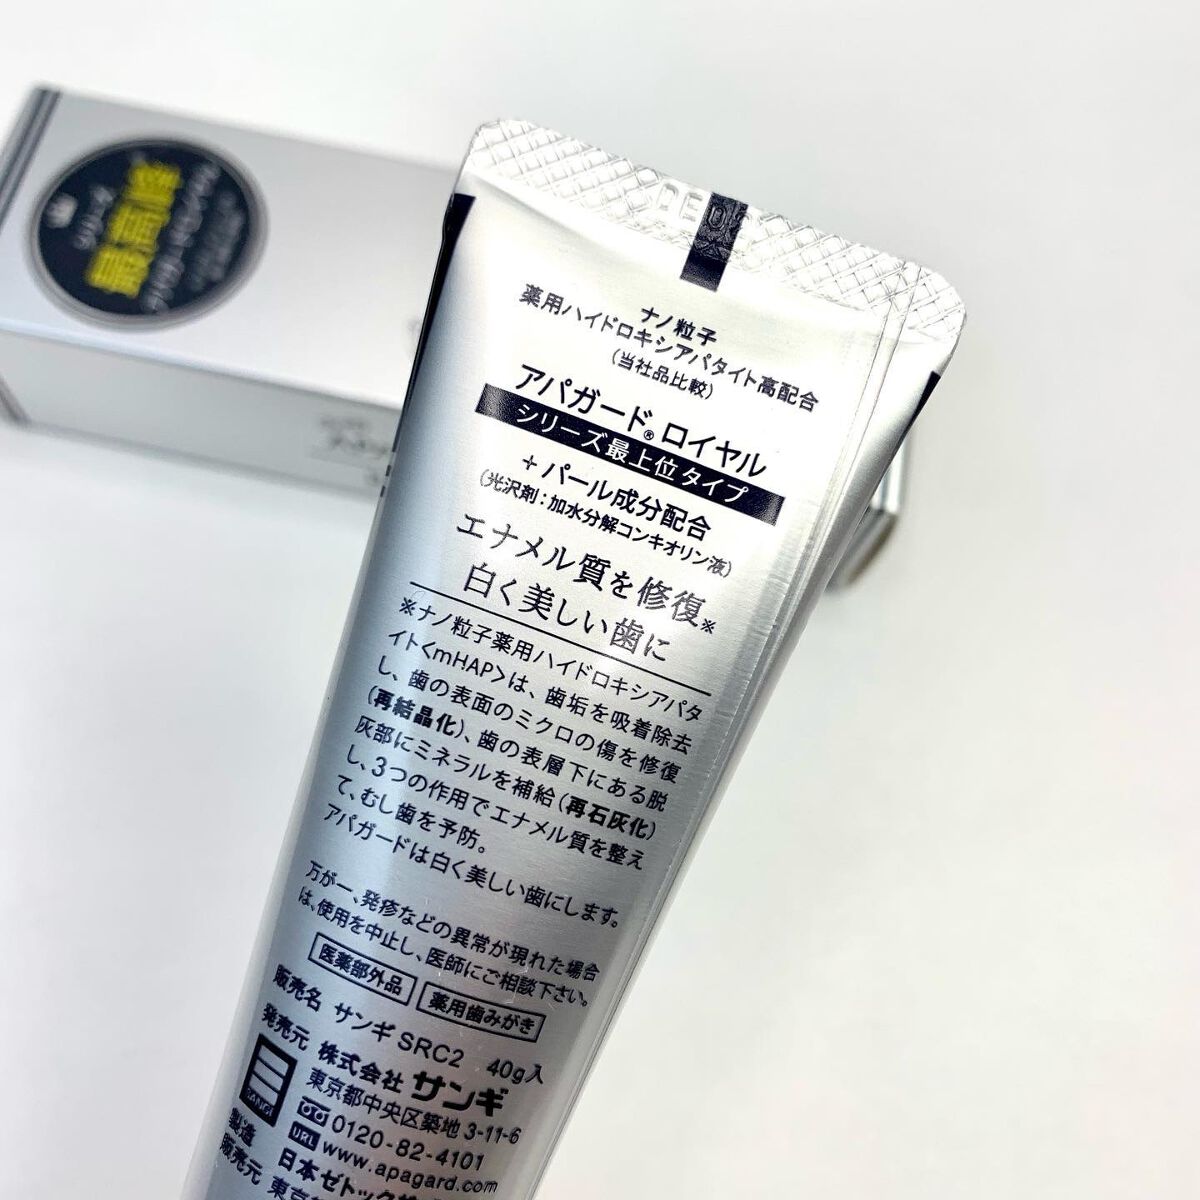 ナノ粒子
薬用ハイドロキシアパタイト高配合
(当社品比較)
アパガード®ロイヤル
シリーズ最上位タイプ
+パール成分配合
(光沢剤:加水分解コンキオリン液)
エナメル質を修復※
白く美しい歯に
※ナノ粒子薬用ハイドロキシアパタ
イト<mHAP>は、歯垢を吸着除去
し、歯の表面のミクロの傷を修復
(再結晶化)、歯の表層下にある脱
灰部にミネラルを補給(再石灰化)
し、3つの作用でエナメル質を整え
て、むし歯を予防。
アパガードは白く美しい歯にします。
万が一、発疹などの異常が現れた場合
は、使用を中止し、医師にご相談下さい。
医薬部外品 薬用歯みがき
販売名 サンギSRC2 40g入
発売元 株式会社 サンギ
SANGI
東京都中央区築地3-11-6
0120-82-4101
URL www.apagard.com
製造
販売元
日本ゼトック
東京